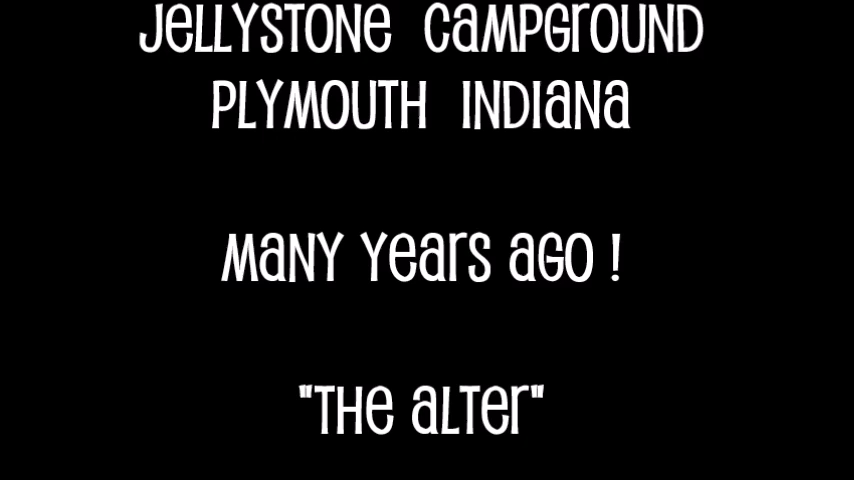 Jellystone Campground
Plymouth Indiana
Many Years Ago !
"The Alter"